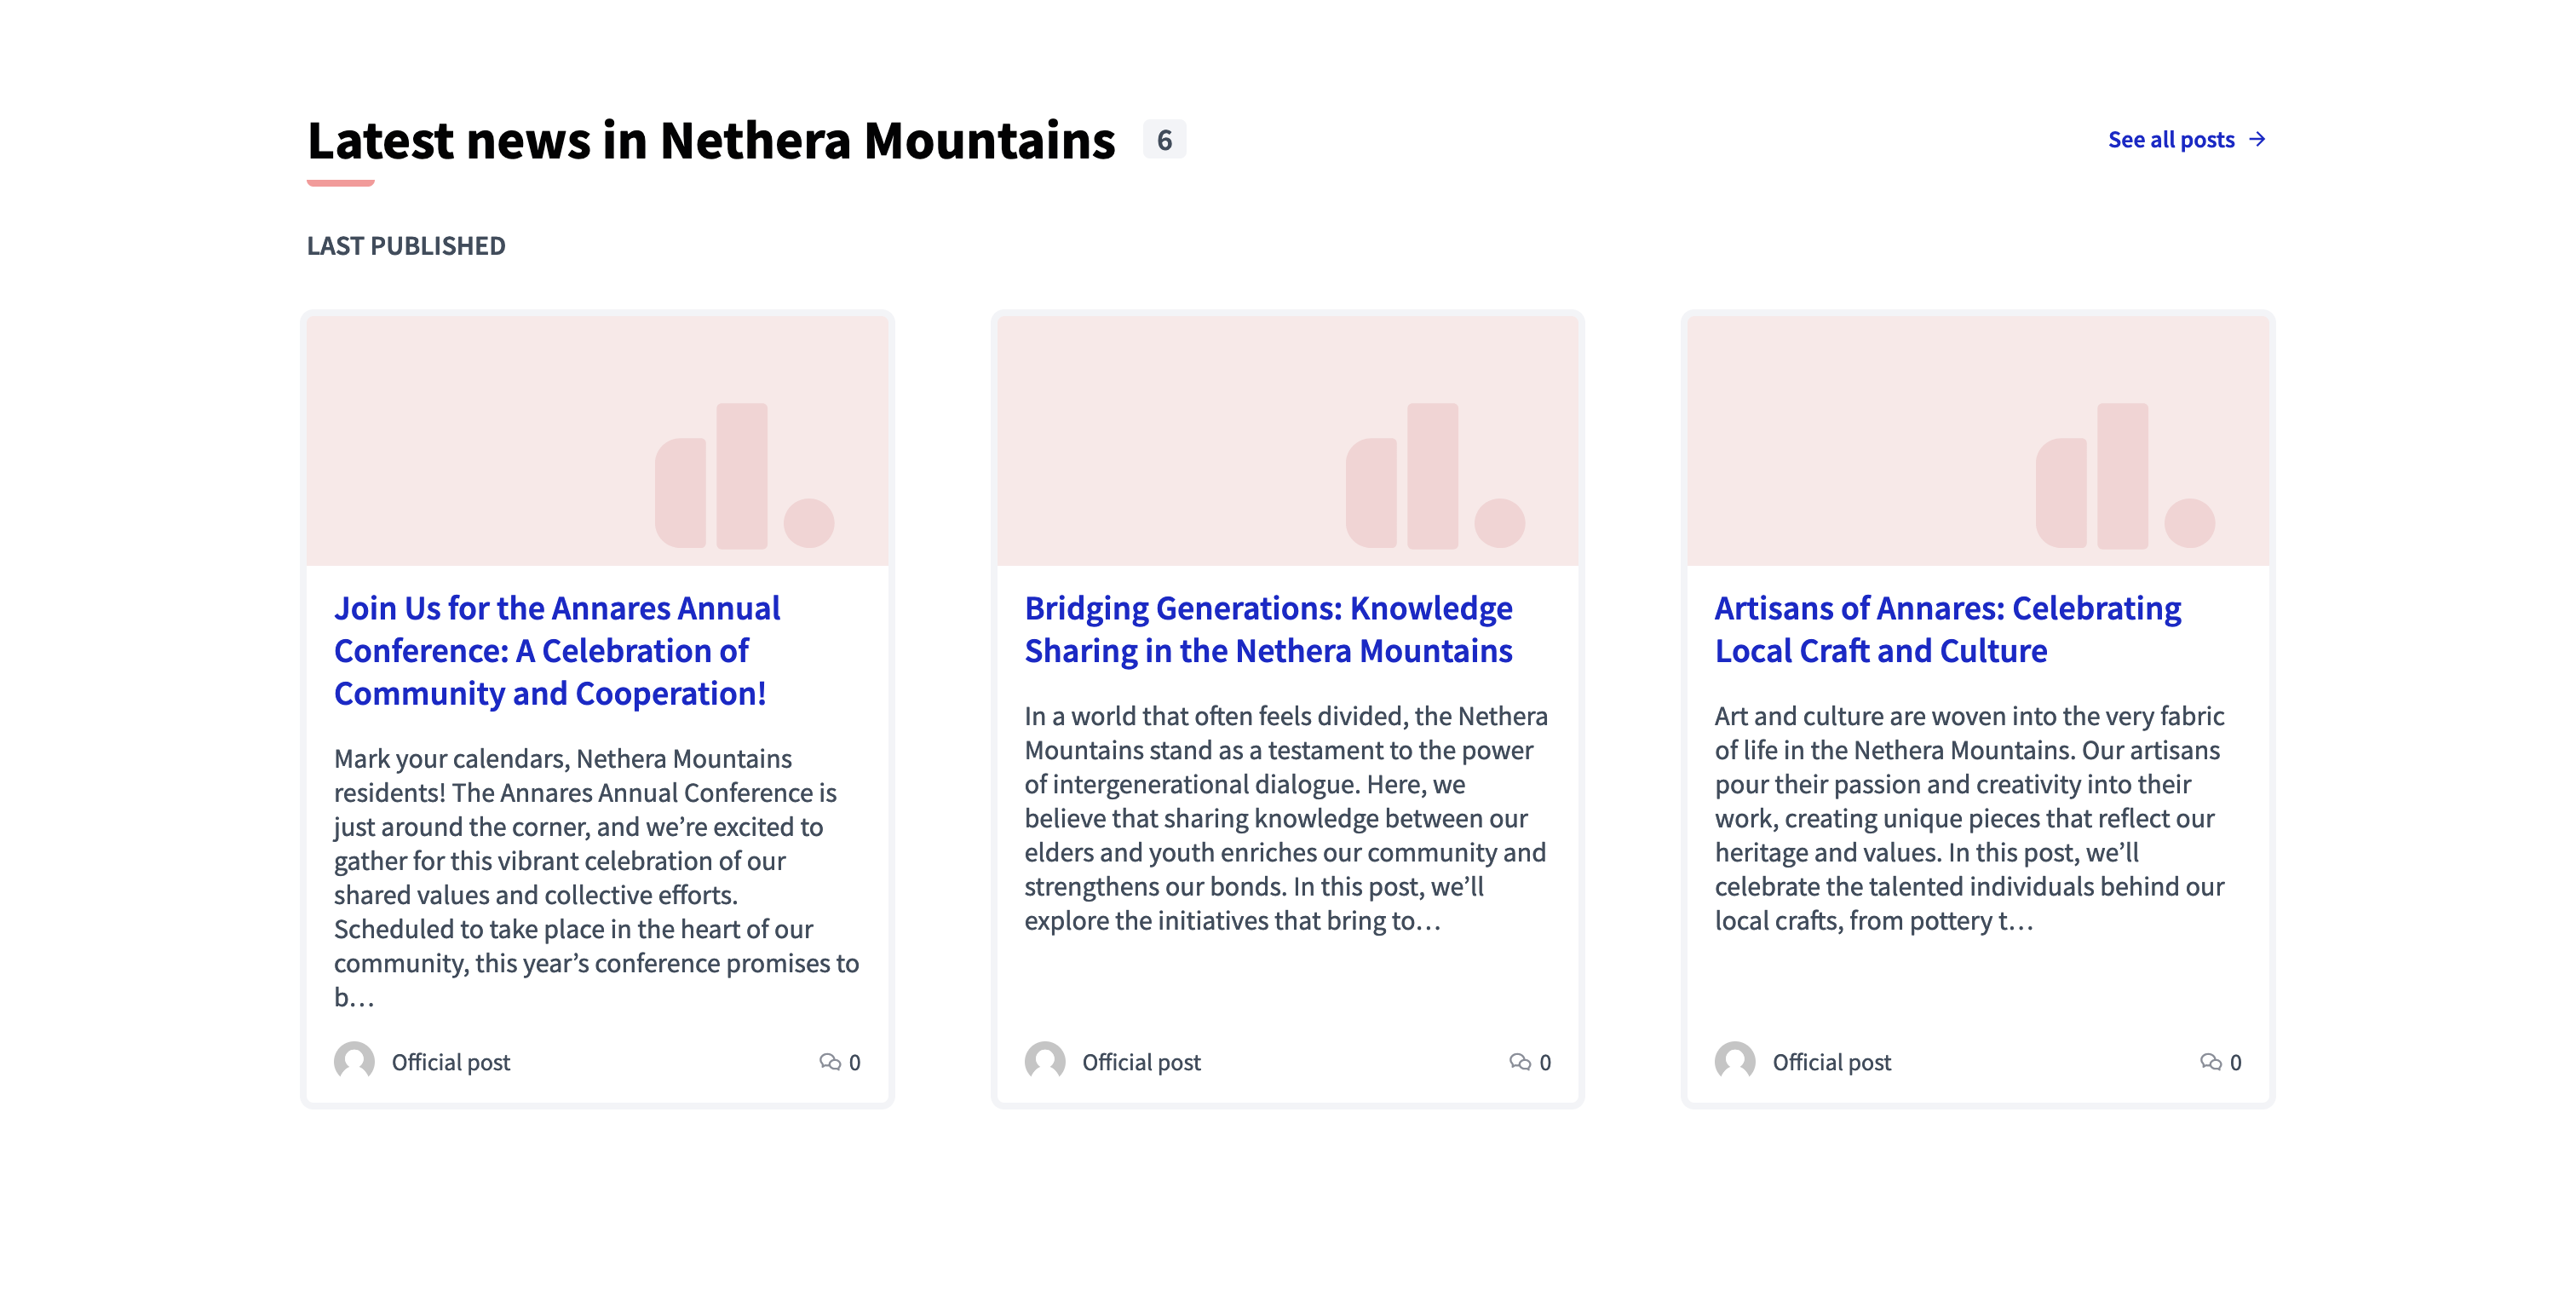 Latest news in Nethera Mountains 6
See all posts →
LAST PUBLISHED
Join Us for the Annares Annual
Conference: A Celebration of
Community and Cooperation!
Mark your calendars, Nethera Mountains
residents! The Annares Annual Conference is
just around the corner, and we’re excited to
gather for this vibrant celebration of our
shared values and collective efforts.
Scheduled to take place in the heart of our
community, this year’s conference promises to
b…
Official post
0
Bridging Generations: Knowledge
Sharing in the Nethera Mountains
In a world that often feels divided, the Nethera
Mountains stand as a testament to the power
of intergenerational dialogue. Here, we
believe that sharing knowledge between our
elders and youth enriches our community and
strengthens our bonds. In this post, we’ll
explore the initiatives that bring to…
Official post
0
Artisans of Annares: Celebrating
Local Craft and Culture
Art and culture are woven into the very fabric
of life in the Nethera Mountains. Our artisans
pour their passion and creativity into their
work, creating unique pieces that reflect our
heritage and values. In this post, we’ll
celebrate the talented individuals behind our
local crafts, from pottery t…
Official post
0